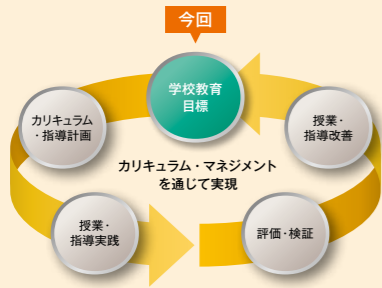 今回
学校教育
目標
カリキュラム
・指導計画
授業・
指導改善
カリキュラム・マネジメント
を通じて実現
授業・
指導実践
評価・検証